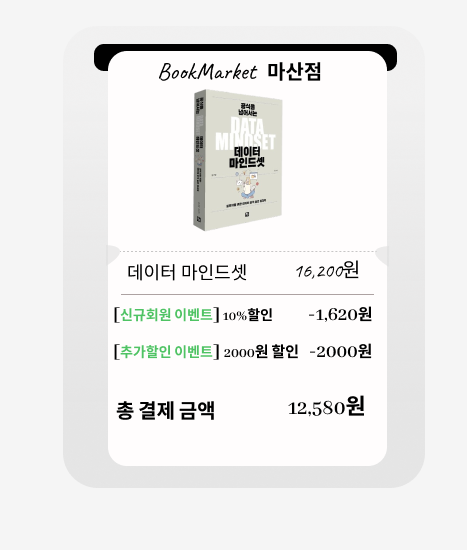 BookMarket 마산점
공식을
넘어서는
DATA
MINDSET
데이터
마인드셋
데이터 마인드셋 16,200원
[신규회원 이벤트] 10%할인 -1,620원
[추가할인 이벤트] 2000원 할인 -2000원
총 결제 금액 12,580원